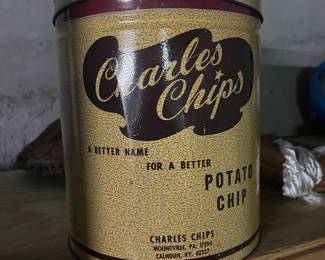 Charles
Chips
A BETTER NAME
FOR A BETTER
POTATO
CHIP
CHARLES CHIPS
MOUNTVILLE, PA. 17554
CALHOUN, KY. 42327